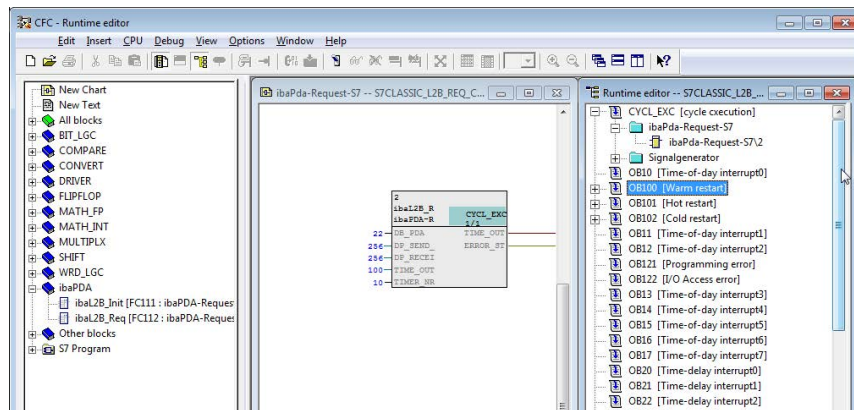 CFC - Runtime editor
Edit Insert CPU Debug View Options Window Help
New Chart
New Text
All blocks
BIT_LGC
COMPARE
CONVERT
DRIVER
FLIPFLOP
MATH_FP
MATH_INT
MULTIPLX
SHIFT
WRD_LGC
ibaPDA
ibaL2B_Init [FC111 : ibaPDA-Reques
ibaL2B_Req [FC112 : ibaPDA-Reques
Other blocks
S7 Program
ibaPda-Request-S7 -- S7CLASSIC_L2B_REQ_C...
2
ibaL2B_R
ibaPDA-R
CYCL_EXC
1/1
22 DB_PDA TIME_OUT
256 DP_SEND_ ERROR_ST
256 DP_RECEI
100 TIME_OUT
10 TIMER_NR
Runtime editor -- S7CLASSIC_L2B_...
CYCL_EXC [cycle execution]
ibaPda-Request-S7
ibaPda-Request-S7\2
Signalgenerator
OB10 [Time-of-day interrupt0]
OB100 [Warm restart]
OB101 [Hot restart]
OB102 [Cold restart]
OB11 [Time-of-day interrupt1]
OB12 [Time-of-day interrupt2]
OB121 [Programming error]
OB122 [I/O Access error]
OB13 [Time-of-day interrupt3]
OB14 [Time-of-day interrupt4]
OB15 [Time-of-day interrupt5]
OB16 [Time-of-day interrupt6]
OB17 [Time-of-day interrupt7]
OB20 [Time-delay interrupt0]
OB21 [Time-delay interrupt1]
OB22 [Time-delay interrupt2]